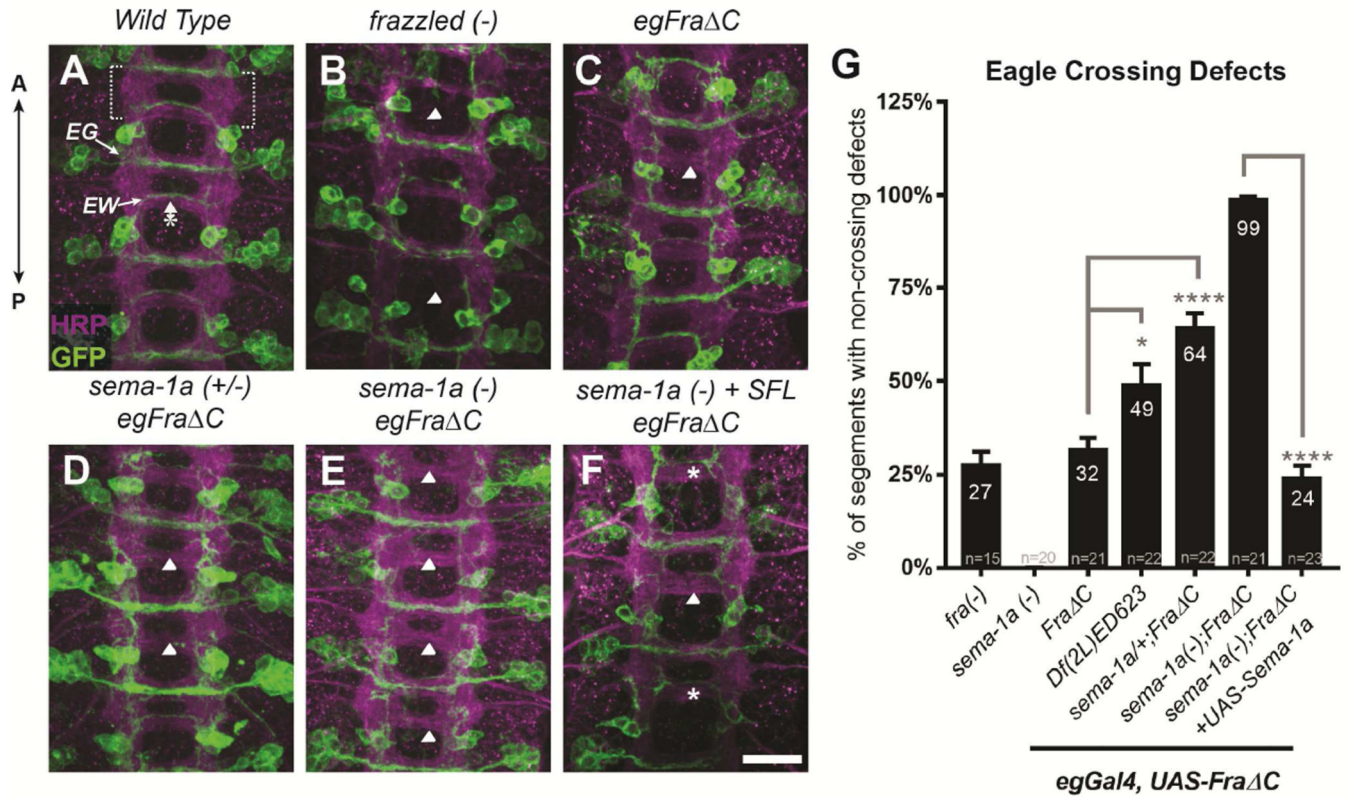 Wild Type
frazzled (-)
egFraΔC
A
P
A
EG
EW
*
HRP
GFP
B
C
sema-1a (+/-)
egFraΔC
sema-1a (-)
egFraΔC
sema-1a (-) + SFL
egFraΔC
D
E
F
*
*
G
Eagle Crossing Defects
% of segements with non-crossing defects
125%
100%
75%
50%
25%
0%
27
32
49
64
99
24
*
****
****
n=15
n=20
n=21
n=22
n=22
n=21
n=23
fra(-)
sema-1a (-)
FraΔC
Df(2L)ED623
sema-1a/+;FraΔC
sema-1a(-);FraΔC
sema-1a(-);FraΔC
+UAS-Sema-1a
egGal4, UAS-FraΔC